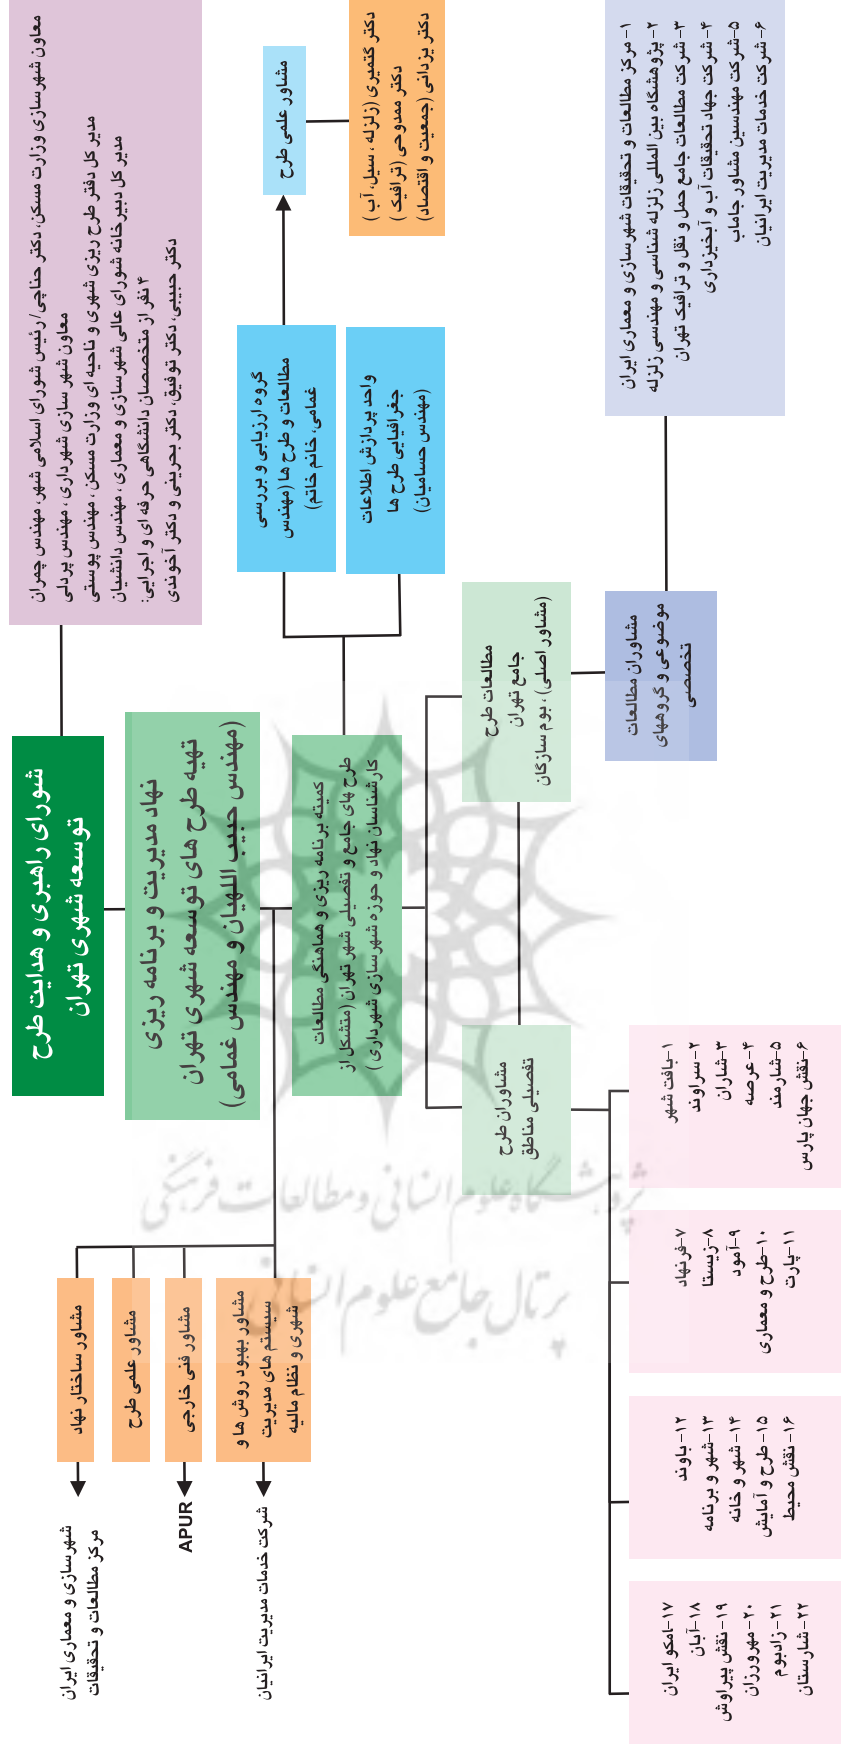 معاون شهرسازی وزارت مسکن، دکتر حناچی/ رئیس شورای اسلامی شهر، مهندس چمران
معاون شهر سازی شهرداری ، مهندس پردلی
مدیر کل دفتر طرح ریزی شهری و ناحیه ای وزارت مسکن ، مهندس پوستی
مدیر کل دبیرخانه شورای عالی شهرسازی و معماری ، مهندس دانشیان
۴ نفر از متخصصان دانشگاهی حرفه ای و اجرایی:
دکتر حبیبی، دکتر توفیق، دکتر بحرینی و دکتر آخوندی
شورای راهبری و هدایت طرح
توسعه شهری تهران
نهاد مدیریت و برنامه ریزی
تهیه طرح های توسعه شهری تهران
(مهندس حبیب اللهیان و مهندس غمامی)
مشاور علمی طرح
دکتر گتمیری (زلزله ، سیل، آب )
دکتر ممدوحی (ترافیک )
دکتر یزدانی (جمعیت و اقتصاد)
گروه ارزیابی و بررسی
مطالعات و طرح ها (مهندس
غمامی، خانم خاتم)
واحد پردازش اطلاعات
جغرافیایی طرح ها
(مهندس حسامیان)
کمیته برنامه ریزی و هماهنگی مطالعات
طرح های جامع و تفصیلی شهر تهران (متشکل از
کارشناسان نهاد و حوزه شهرسازی شهرداری )
مطالعات طرح
جامع تهران
(مشاور اصلی) ، بوم سازگان
مشاوران مطالعات
موضوعی و گروههای
تخصصی
۱– مرکز مطالعات و تحقیقات شهرسازی و معماری ایران
۲– پژوهشگاه بین المللی زلزله شناسی و مهندسی زلزله
۳– شرکت مطالعات جامع حمل و نقل و ترافیک تهران
۴– شرکت جهاد تحقیقات آب و آبخیزداری
۵–شرکت مهندسین مشاور جاماب
۶–شرکت خدمات مدیریت ایرانیان
مشاوران طرح
تفصیلی مناطق
۱–بافت شهر
۲– سراوند
۳–شاران
۴– عرصه
۵–شارمند
۶–نقش جهان پارس
۷–فرنهاد
۸–زیستا
۹–آمود
۱۰–طرح و معماری
۱۱–پارت
۱۲– باوند
۱۳–شهر و برنامه
۱۴– شهر و خانه
۱۵– طرح و آمایش
۱۶– نقش محیط
۱۷–امکو ایران
۱۸–آبان
۱۹– نقش پیراوش
۲۰– مهرورزان
۲۱– زادبوم
۲۲– شارستان
مشاور ساختار نهاد
مشاور علمی طرح
مشاور فنی خارجی
مشاور بهبود روش ها و
سیستم های مدیریت
شهری و نظام مالیه
شهرسازی و معماری ایران
مرکز مطالعات و تحقیقات
APUR
شرکت خدمات مدیریت ایرانیان
پژوهشگاه علوم انسانی و مطالعات فرهنگی
پرتال جامع علوم انسانی